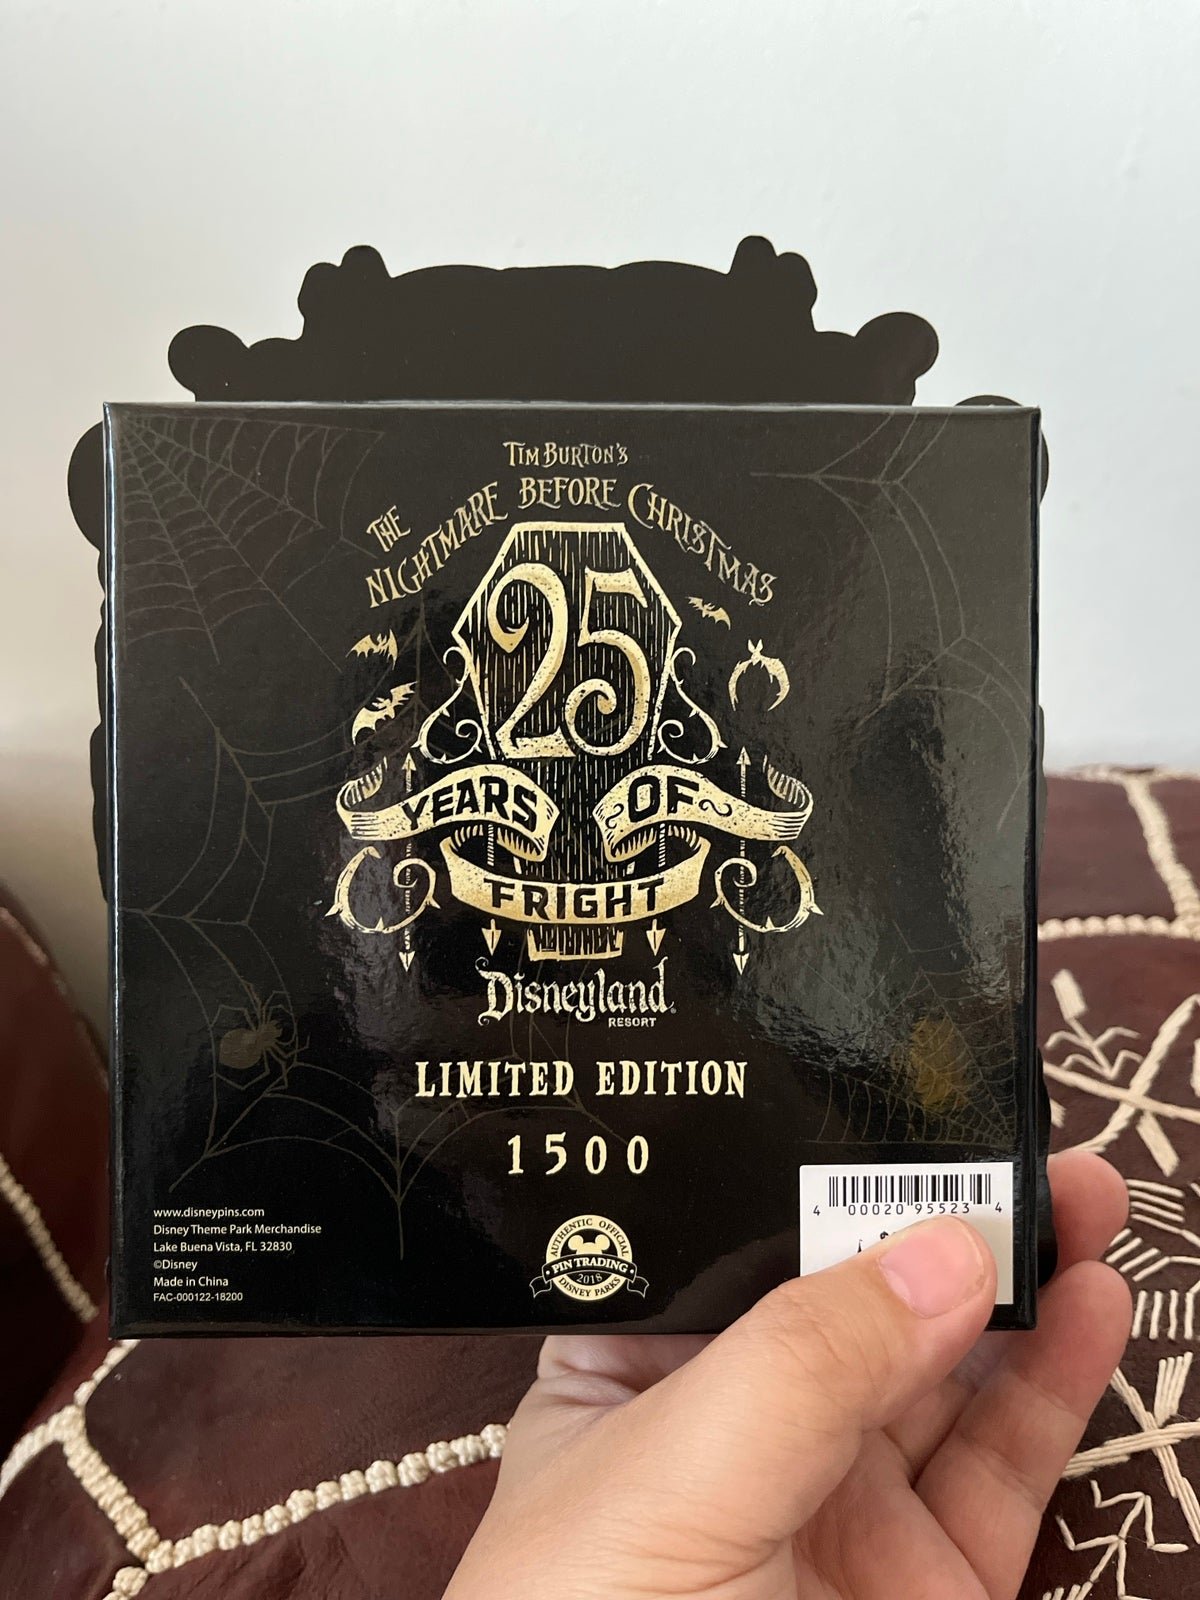 TIM BURTON'S
THE
NIGHTMARE BEFORE CHRISTMAS
25
YEARS OF
FRIGHT
Disneyland
RESORT
LIMITED EDITION
1500
www.disneypins.com
Disney Theme Park Merchandise
Lake Buena Vista, FL 32830
©Disney
Made in China
FAC-000122-18200
AUTHENTIC OFFICIAL
PIN TRADING
2018
DISNEY PARKS
4 00020 95523 4